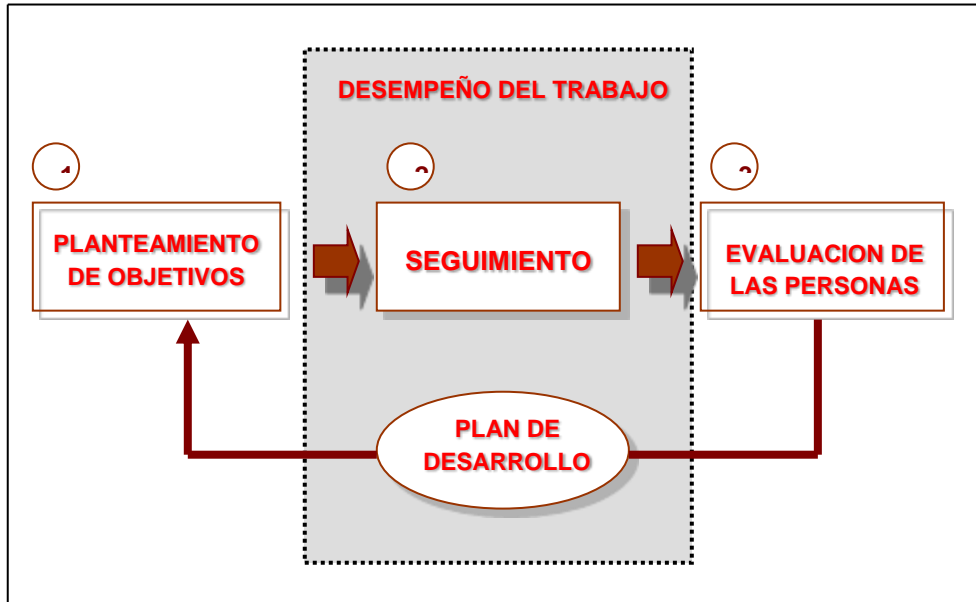 DESEMPEÑO DEL TRABAJO
PLANTEAMIENTO
DE OBJETIVOS
SEGUIMIENTO
EVALUACION DE
LAS PERSONAS
PLAN DE
DESARROLLO